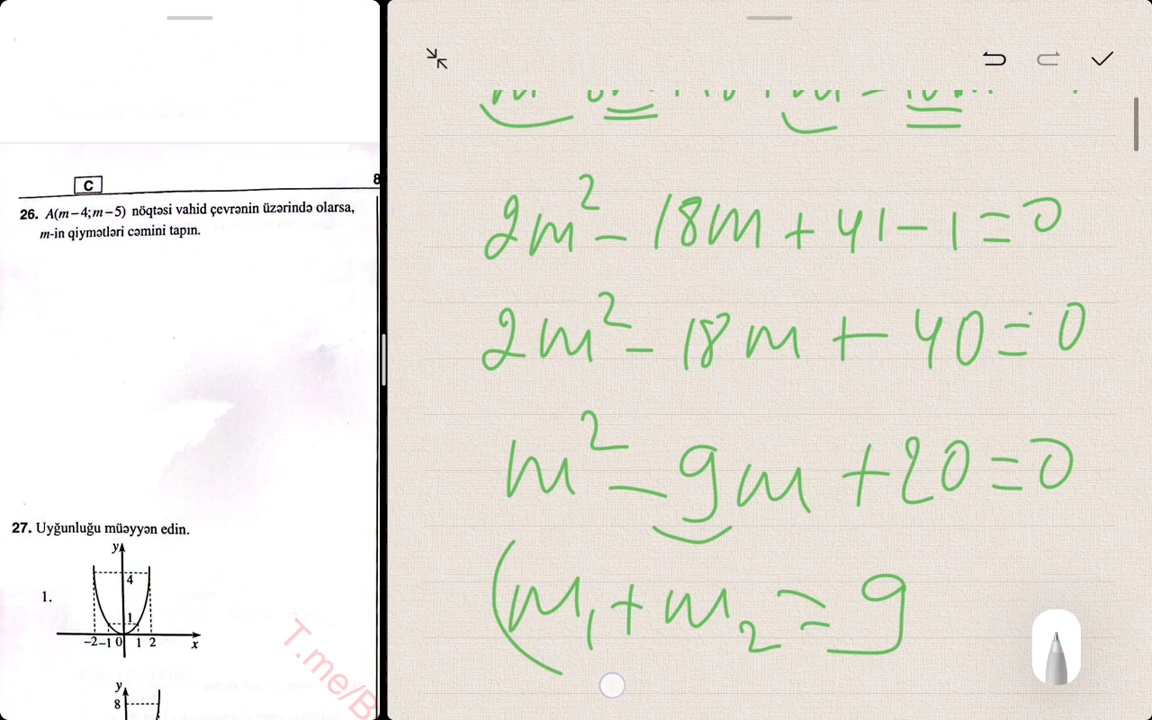 C
8
26. A(m−4;m−5) nöqtəsi vahid çevrənin üzərində olarsa,
m-in qiymətləri cəmini tapın.
27. Uyğunluğu müəyyən edin.
1.
y
4
1
−2 −1 0 1 2 x
y
8
T.me/B
2m² − 18m + 41 − 1 = 0
2m² − 18m + 40 = 0
m² − 9m + 20 = 0
(m₁ + m₂ = 9